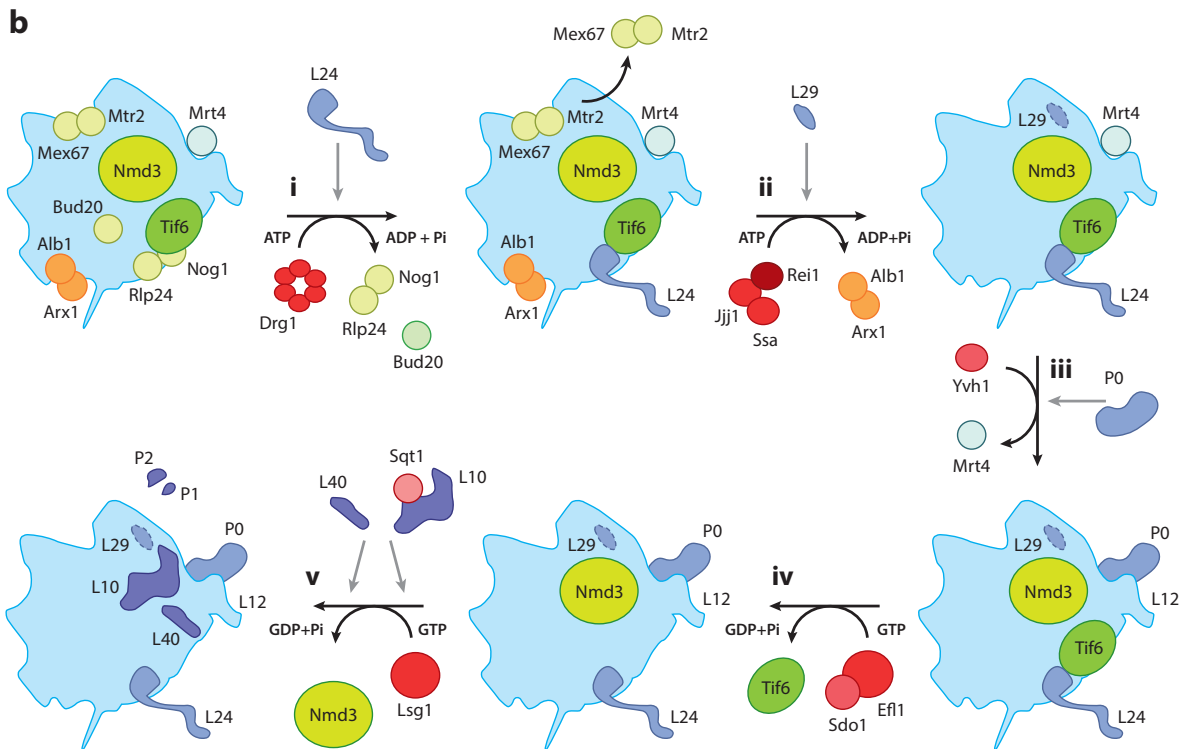 b
Mex67 Mtr2
L24
L29
Mtr2
Mrt4
Mex67
Nmd3
Bud20
Tif6
Alb1
Nog1
Rlp24
Arx1
i
ATP
ADP + Pi
Drg1
Nog1
Rlp24
Bud20
Mtr2
Mrt4
Mex67
Nmd3
Tif6
Alb1
Arx1
L24
ii
ATP
ADP+Pi
Rei1
Jjj1
Ssa
Alb1
Arx1
L29
Mrt4
Nmd3
Tif6
L24
iii
Yvh1
P0
Mrt4
L29
P0
Nmd3
L12
Tif6
L24
iv
GDP+Pi
GTP
Tif6
Sdo1
Efl1
L29
P0
Nmd3
L12
L24
Sqt1
L40
L10
v
GDP+Pi
GTP
Nmd3
Lsg1
P2
P1
P0
L29
L10
L12
L40
L24